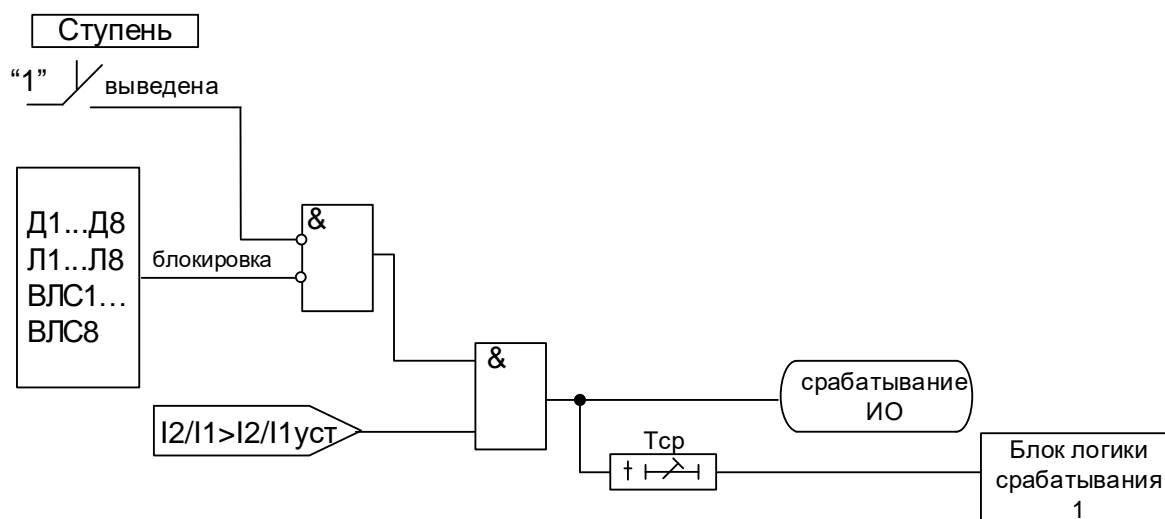 Ступень
“1”
выведена
Д1...Д8
Л1...Л8
ВЛС1...
ВЛС8
блокировка
&
&
I2/I1>I2/I1уст
срабатывание
ИО
Тср
t
Блок логики
срабатывания
1